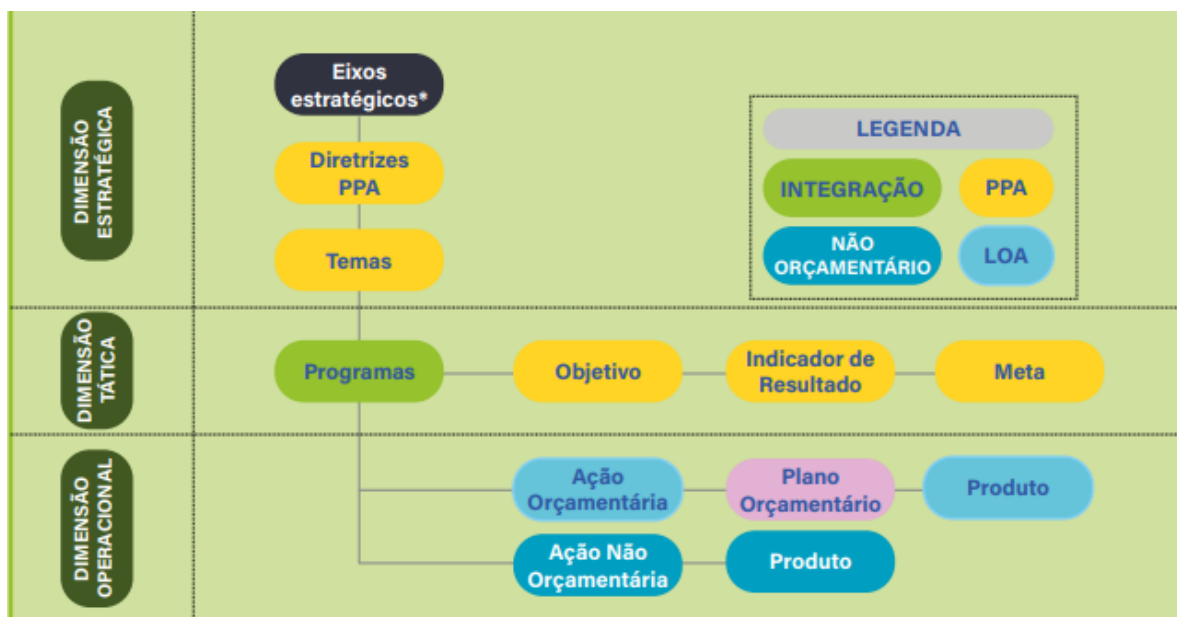 DIMENSÃO
ESTRATÉGICA
Eixos
estratégicos*
Diretrizes
PPA
Temas
LEGENDA
INTEGRAÇÃO
PPA
NÃO
ORÇAMENTÁRIO
LOA
DIMENSÃO
TÁTICA
Programas
Objetivo
Indicador de
Resultado
Meta
DIMENSÃO
OPERACIONAL
Ação
Orçamentária
Plano
Orçamentário
Produto
Ação Não
Orçamentária
Produto